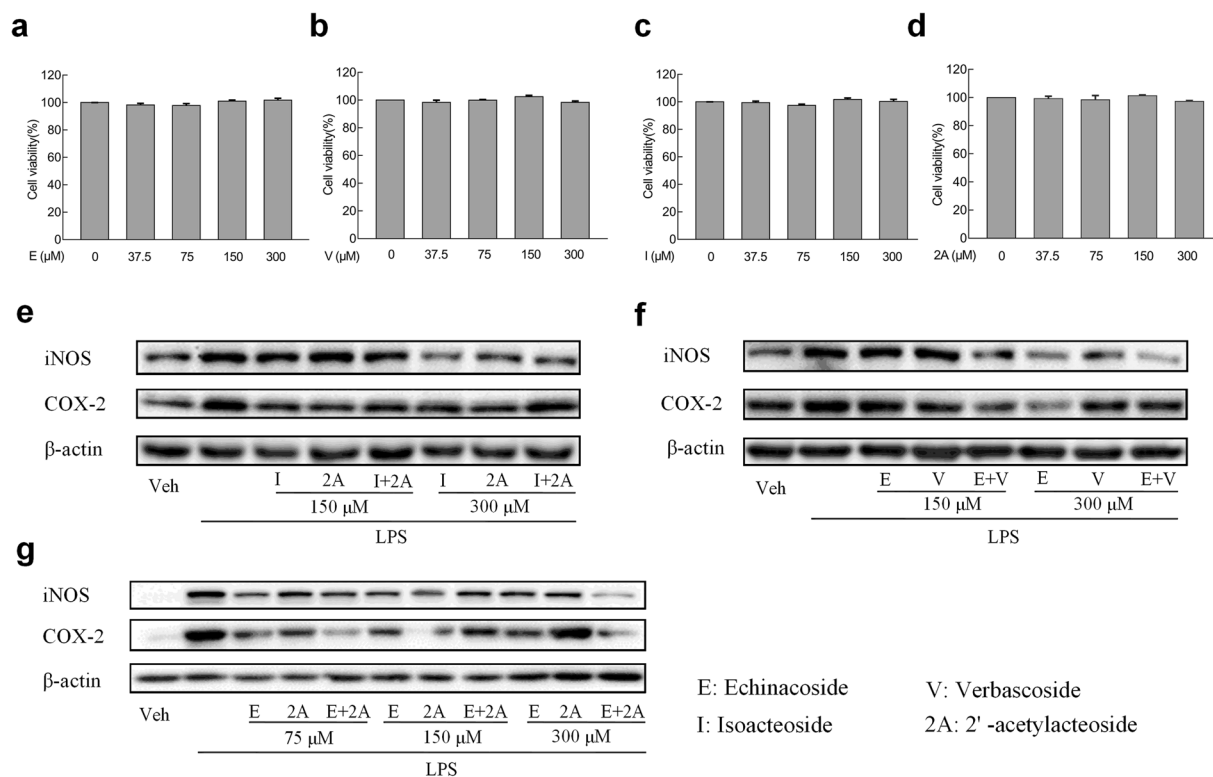 a
b
c
d
Cell viability(%)
120
100
80
60
40
20
0
E (μM) 0 37.5 75 150 300
Cell viability(%)
120
100
80
60
40
20
0
V (μM) 0 37.5 75 150 300
Cell viability(%)
120
100
80
60
40
20
0
I (μM) 0 37.5 75 150 300
Cell viability(%)
120
100
80
60
40
20
0
2A (μM) 0 37.5 75 150 300
e
iNOS
COX-2
β-actin
Veh I 2A I+2A I 2A I+2A
150 μM 300 μM
LPS
f
iNOS
COX-2
β-actin
Veh E V E+V E V E+V
150 μM 300 μM
LPS
g
iNOS
COX-2
β-actin
Veh E 2A E+2A E 2A E+2A E 2A E+2A
75 μM 150 μM 300 μM
LPS
E: Echinacoside V: Verbascoside
I: Isoacteoside 2A: 2' -acetylacteoside